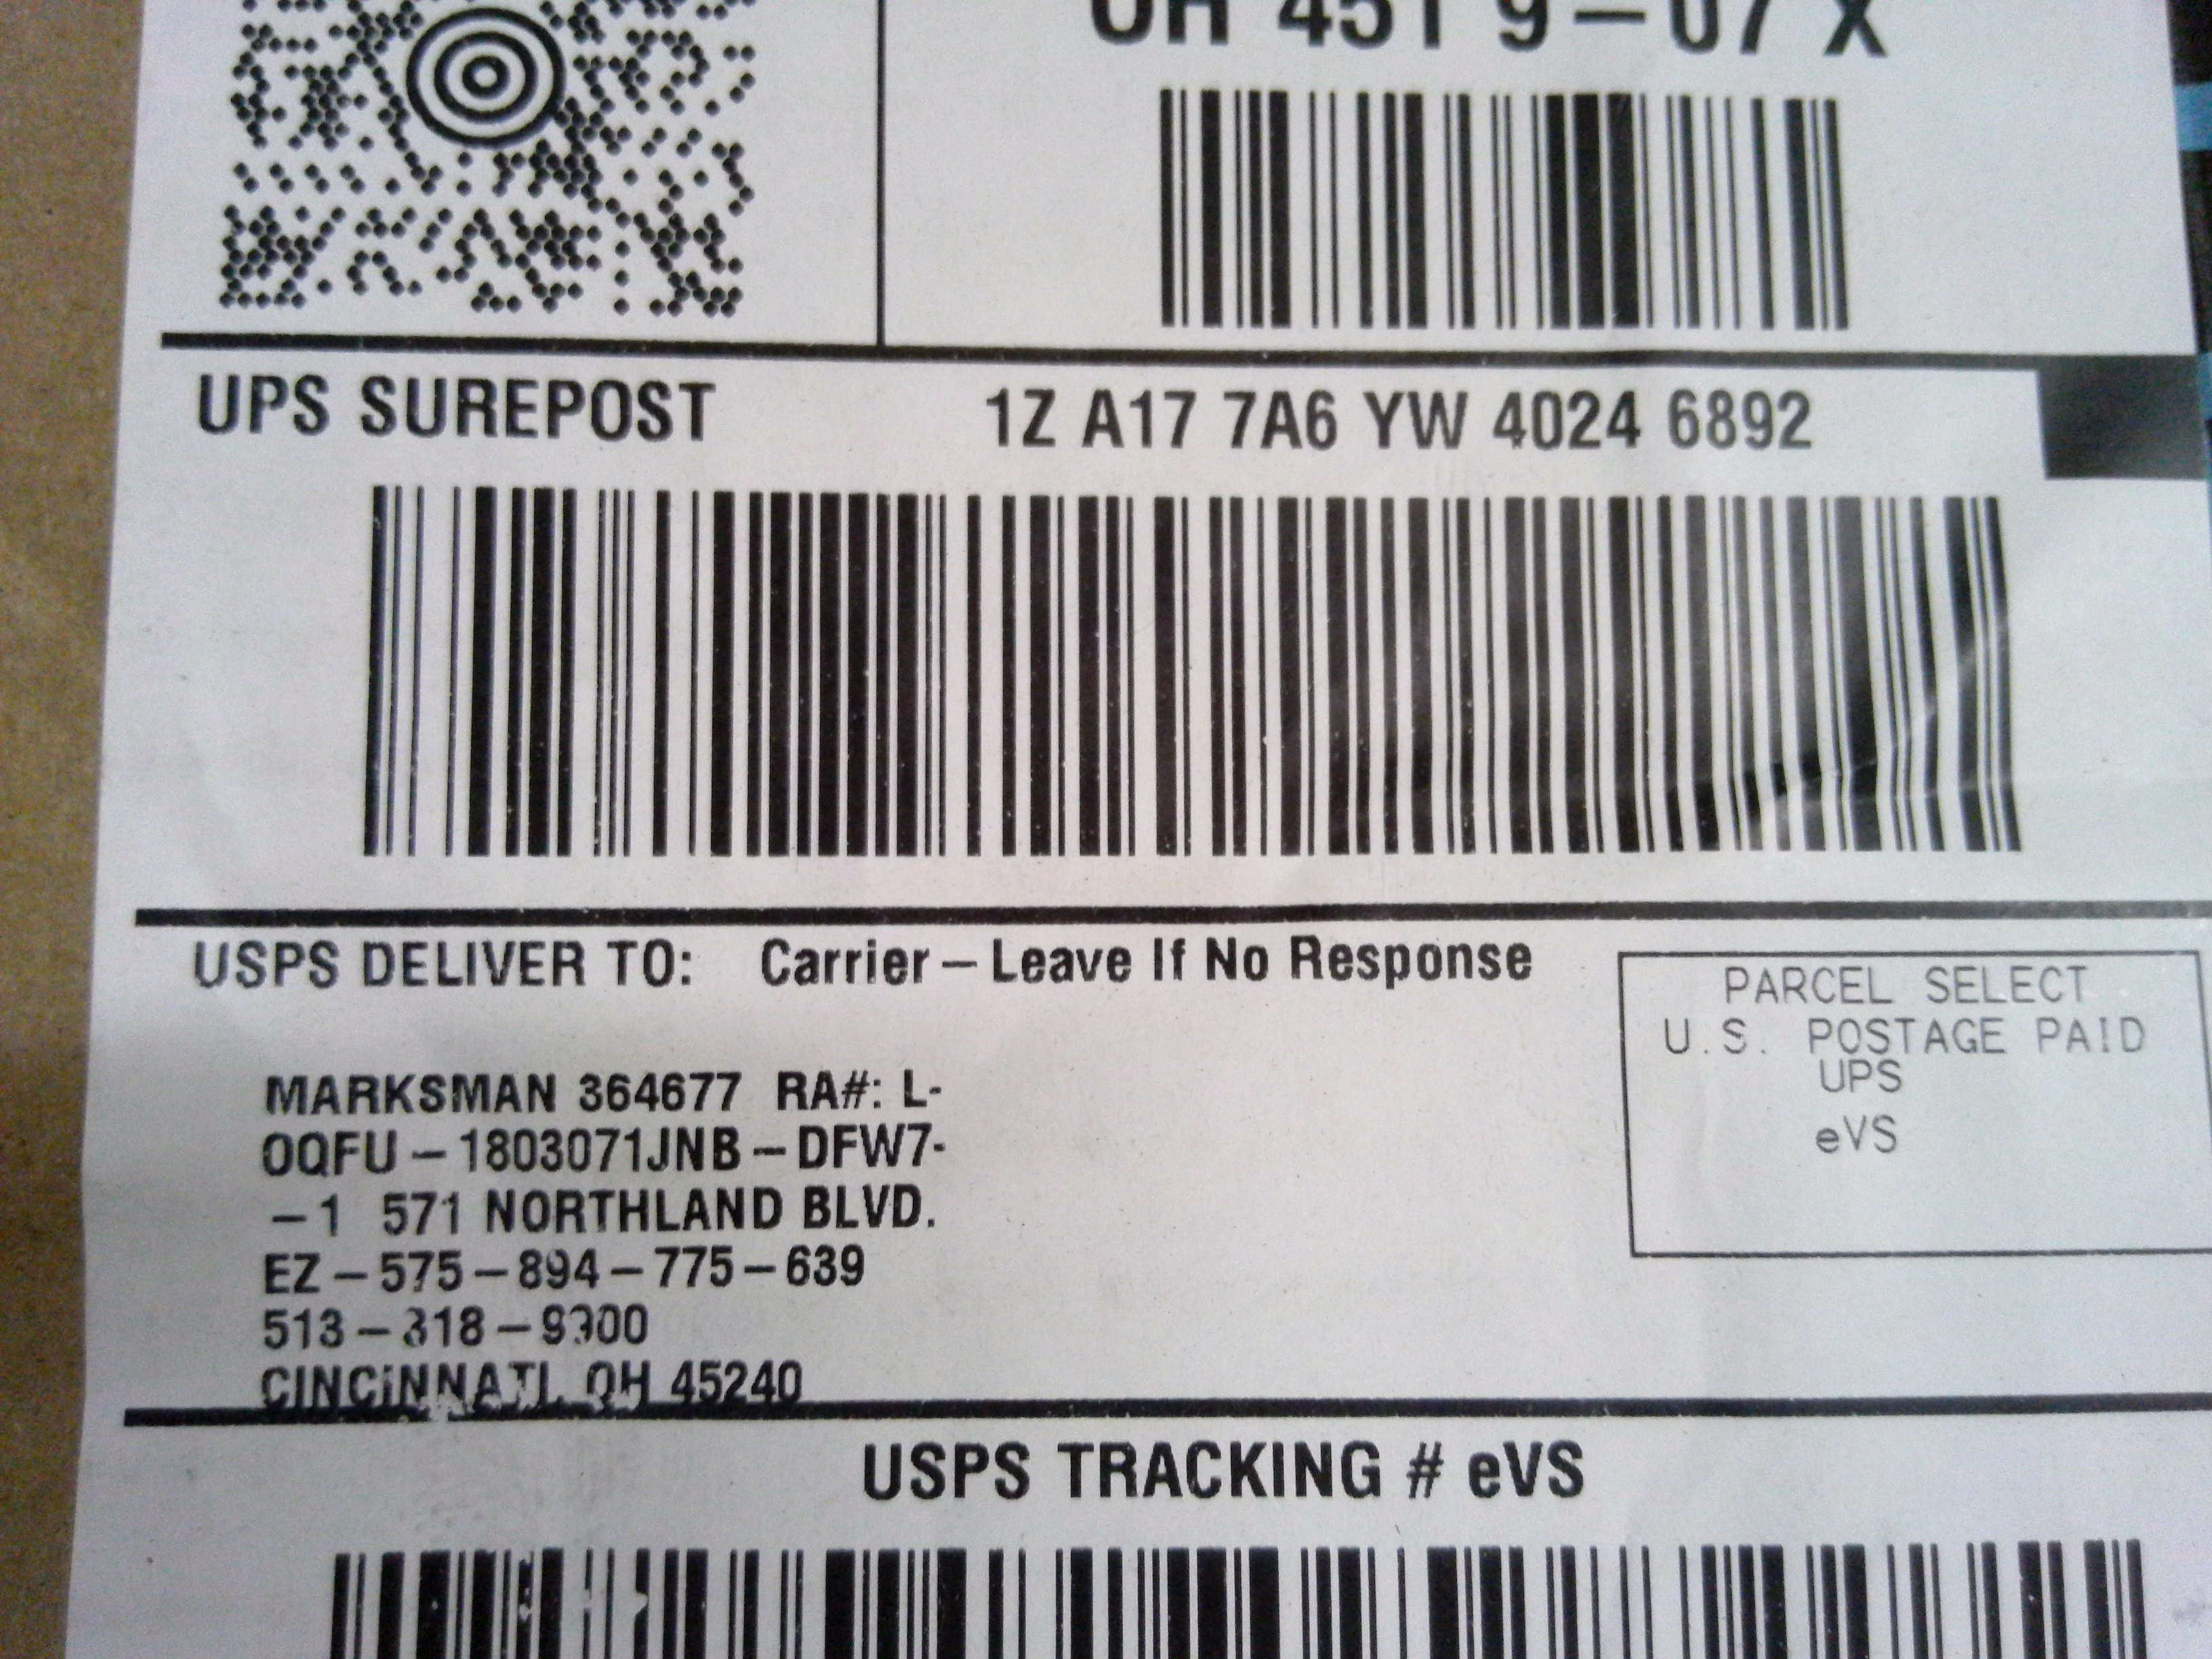 OH 451 9-07 X
UPS SUREPOST 1Z A17 7A6 YW 4024 6892
USPS DELIVER TO: Carrier – Leave If No Response
PARCEL SELECT
U.S. POSTAGE PAID
UPS
eVS
MARKSMAN 364677 RA#: L-
OQFU – 1803071JNB – DFW7-
– 1 571 NORTHLAND BLVD.
EZ – 575 – 894 – 775 – 639
513 – 318 – 9300
CINCINNATI, OH 45240
USPS TRACKING # eVS